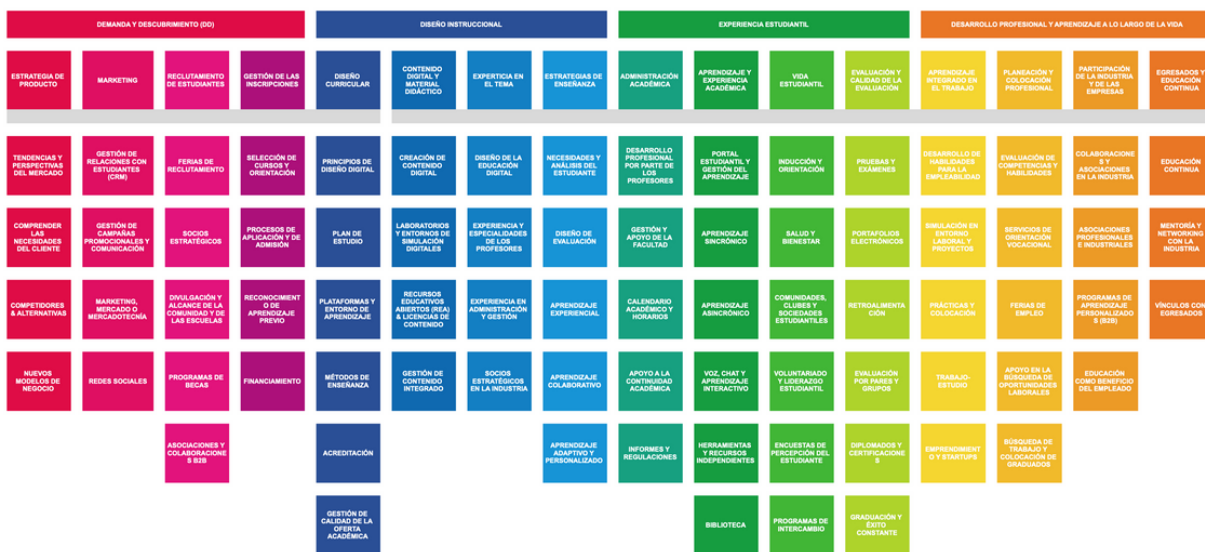 DEMANDA Y DESCUBRIMIENTO (DD)
DISEÑO INSTRUCCIONAL
EXPERIENCIA ESTUDIANTIL
DESARROLLO PROFESIONAL Y APRENDIZAJE A LO LARGO DE LA VIDA
ESTRATEGIA DE
PRODUCTO
MARKETING
RECLUTAMIENTO
DE ESTUDIANTES
GESTIÓN DE LAS
INSCRIPCIONES
DISEÑO
CURRICULAR
CONTENIDO
DIGITAL Y
MATERIAL
DIDÁCTICO
EXPERTICIA EN
EL TEMA
ESTRATEGIAS DE
ENSEÑANZA
ADMINISTRACIÓN
ACADÉMICA
APRENDIZAJE Y
EXPERIENCIA
ACADÉMICA
VIDA
ESTUDIANTIL
EVALUACIÓN Y
CALIDAD DE LA
EVALUACIÓN
APRENDIZAJE
INTEGRADO EN
EL TRABAJO
PLANEACIÓN Y
COLOCACIÓN
PROFESIONAL
PARTICIPACIÓN
DE LA INDUSTRIA
Y DE LAS
EMPRESAS
EGRESADOS Y
EDUCACIÓN
CONTINUA
TENDENCIAS Y
PERSPECTIVAS
DEL MERCADO
GESTIÓN DE
RELACIONES CON
ESTUDIANTES
(CRM)
FERIAS DE
RECLUTAMIENTO
SELECCIÓN DE
CURSOS Y
ORIENTACIÓN
PRINCIPIOS DE
DISEÑO DIGITAL
CREACIÓN DE
CONTENIDO
DIGITAL
DISEÑO DE LA
EDUCACIÓN
DIGITAL
NECESIDADES Y
ANÁLISIS DEL
ESTUDIANTE
DESARROLLO
PROFESIONAL
POR PARTE DE
LOS
PROFESORES
PORTAL
ESTUDIANTIL Y
GESTIÓN DEL
APRENDIZAJE
INDUCCIÓN Y
ORIENTACIÓN
PRUEBAS Y
EXÁMENES
DESARROLLO DE
HABILIDADES
PARA LA
EMPLEABILIDAD
EVALUACIÓN DE
COMPETENCIAS Y
HABILIDADES
COLABORACIONE
S Y
ASOCIACIONES
EN LA INDUSTRIA
EDUCACIÓN
CONTINUA
COMPRENDER
LAS
NECESIDADES
DEL CLIENTE
GESTIÓN DE
CAMPAÑAS
PROMOCIONALES Y
COMUNICACIÓN
SOCIOS
ESTRATÉGICOS
PROCESOS DE
APLICACIÓN Y DE
ADMISIÓN
PLAN DE
ESTUDIO
LABORATORIOS
Y ENTORNOS DE
SIMULACIÓN
DIGITALES
EXPERIENCIA Y
ESPECIALIDADES
DE LOS
PROFESORES
DISEÑO DE
EVALUACIÓN
GESTIÓN Y
APOYO DE LA
FACULTAD
APRENDIZAJE
SINCRÓNICO
SALUD Y
BIENESTAR
PORTAFOLIOS
ELECTRÓNICOS
SIMULACIÓN EN
ENTORNO
LABORAL Y
PROYECTOS
SERVICIOS DE
ORIENTACIÓN
VOCACIONAL
ASOCIACIONES
PROFESIONALES
E INDUSTRIALES
MENTORÍA Y
NETWORKING
CON LA
INDUSTRIA
COMPETIDORES
& ALTERNATIVAS
MARKETING,
MERCADO O
MERCADOTECNÍA
DIVULGACIÓN Y
ALCANCE DE LA
COMUNIDAD Y DE
LAS ESCUELAS
RECONOCIMIENT
O DE
APRENDIZAJE
PREVIO
PLATAFORMAS Y
ENTORNO DE
APRENDIZAJE
RECURSOS
EDUCATIVOS
ABIERTOS (REA)
& LICENCIAS DE
CONTENIDO
EXPERIENCIA EN
ADMINISTRACIÓN
Y GESTIÓN
APRENDIZAJE
EXPERIENCIAL
CALENDARIO
ACADÉMICO Y
HORARIOS
APRENDIZAJE
ASINCRÓNICO
COMUNIDADES,
CLUBES Y
SOCIEDADES
ESTUDIANTILES
RETROALIMENTA
CIÓN
PRÁCTICAS Y
COLOCACIÓN
FERIAS DE
EMPLEO
PROGRAMAS DE
APRENDIZAJE
PERSONALIZADO
S (B2B)
VÍNCULOS CON
EGRESADOS
NUEVOS
MODELOS DE
NEGOCIO
REDES SOCIALES
PROGRAMAS DE
BECAS
FINANCIAMIENTO
MÉTODOS DE
ENSEÑANZA
GESTIÓN DE
CONTENIDO
INTEGRADO
SOCIOS
ESTRATÉGICOS
EN LA INDUSTRIA
APRENDIZAJE
COLABORATIVO
APOYO A LA
CONTINUIDAD
ACADÉMICA
VOZ, CHAT Y
APRENDIZAJE
INTERACTIVO
VOLUNTARIADO
Y LIDERAZGO
ESTUDIANTIL
EVALUACIÓN
POR PARES Y
GRUPOS
TRABAJO-
ESTUDIO
APOYO EN LA
BÚSQUEDA DE
OPORTUNIDADES
LABORALES
EDUCACIÓN
COMO BENEFICIO
DEL EMPLEADO
ASOCIACIONES Y
COLABORACIONE
S B2B
ACREDITACIÓN
APRENDIZAJE
ADAPTIVO Y
PERSONALIZADO
INFORMES Y
REGULACIONES
HERRAMIENTAS
Y RECURSOS
INDEPENDIENTES
ENCUESTAS DE
PERCEPCIÓN DEL
ESTUDIANTE
DIPLOMADOS Y
CERTIFICACIONE
S
EMPRENDIMIENT
O Y STARTUPS
BÚSQUEDA DE
TRABAJO Y
COLOCACIÓN DE
GRADUADOS
GESTIÓN DE
CALIDAD DE LA
OFERTA
ACADÉMICA
BIBLIOTECA
PROGRAMAS DE
INTERCAMBIO
GRADUACIÓN Y
ÉXITO
CONSTANTE